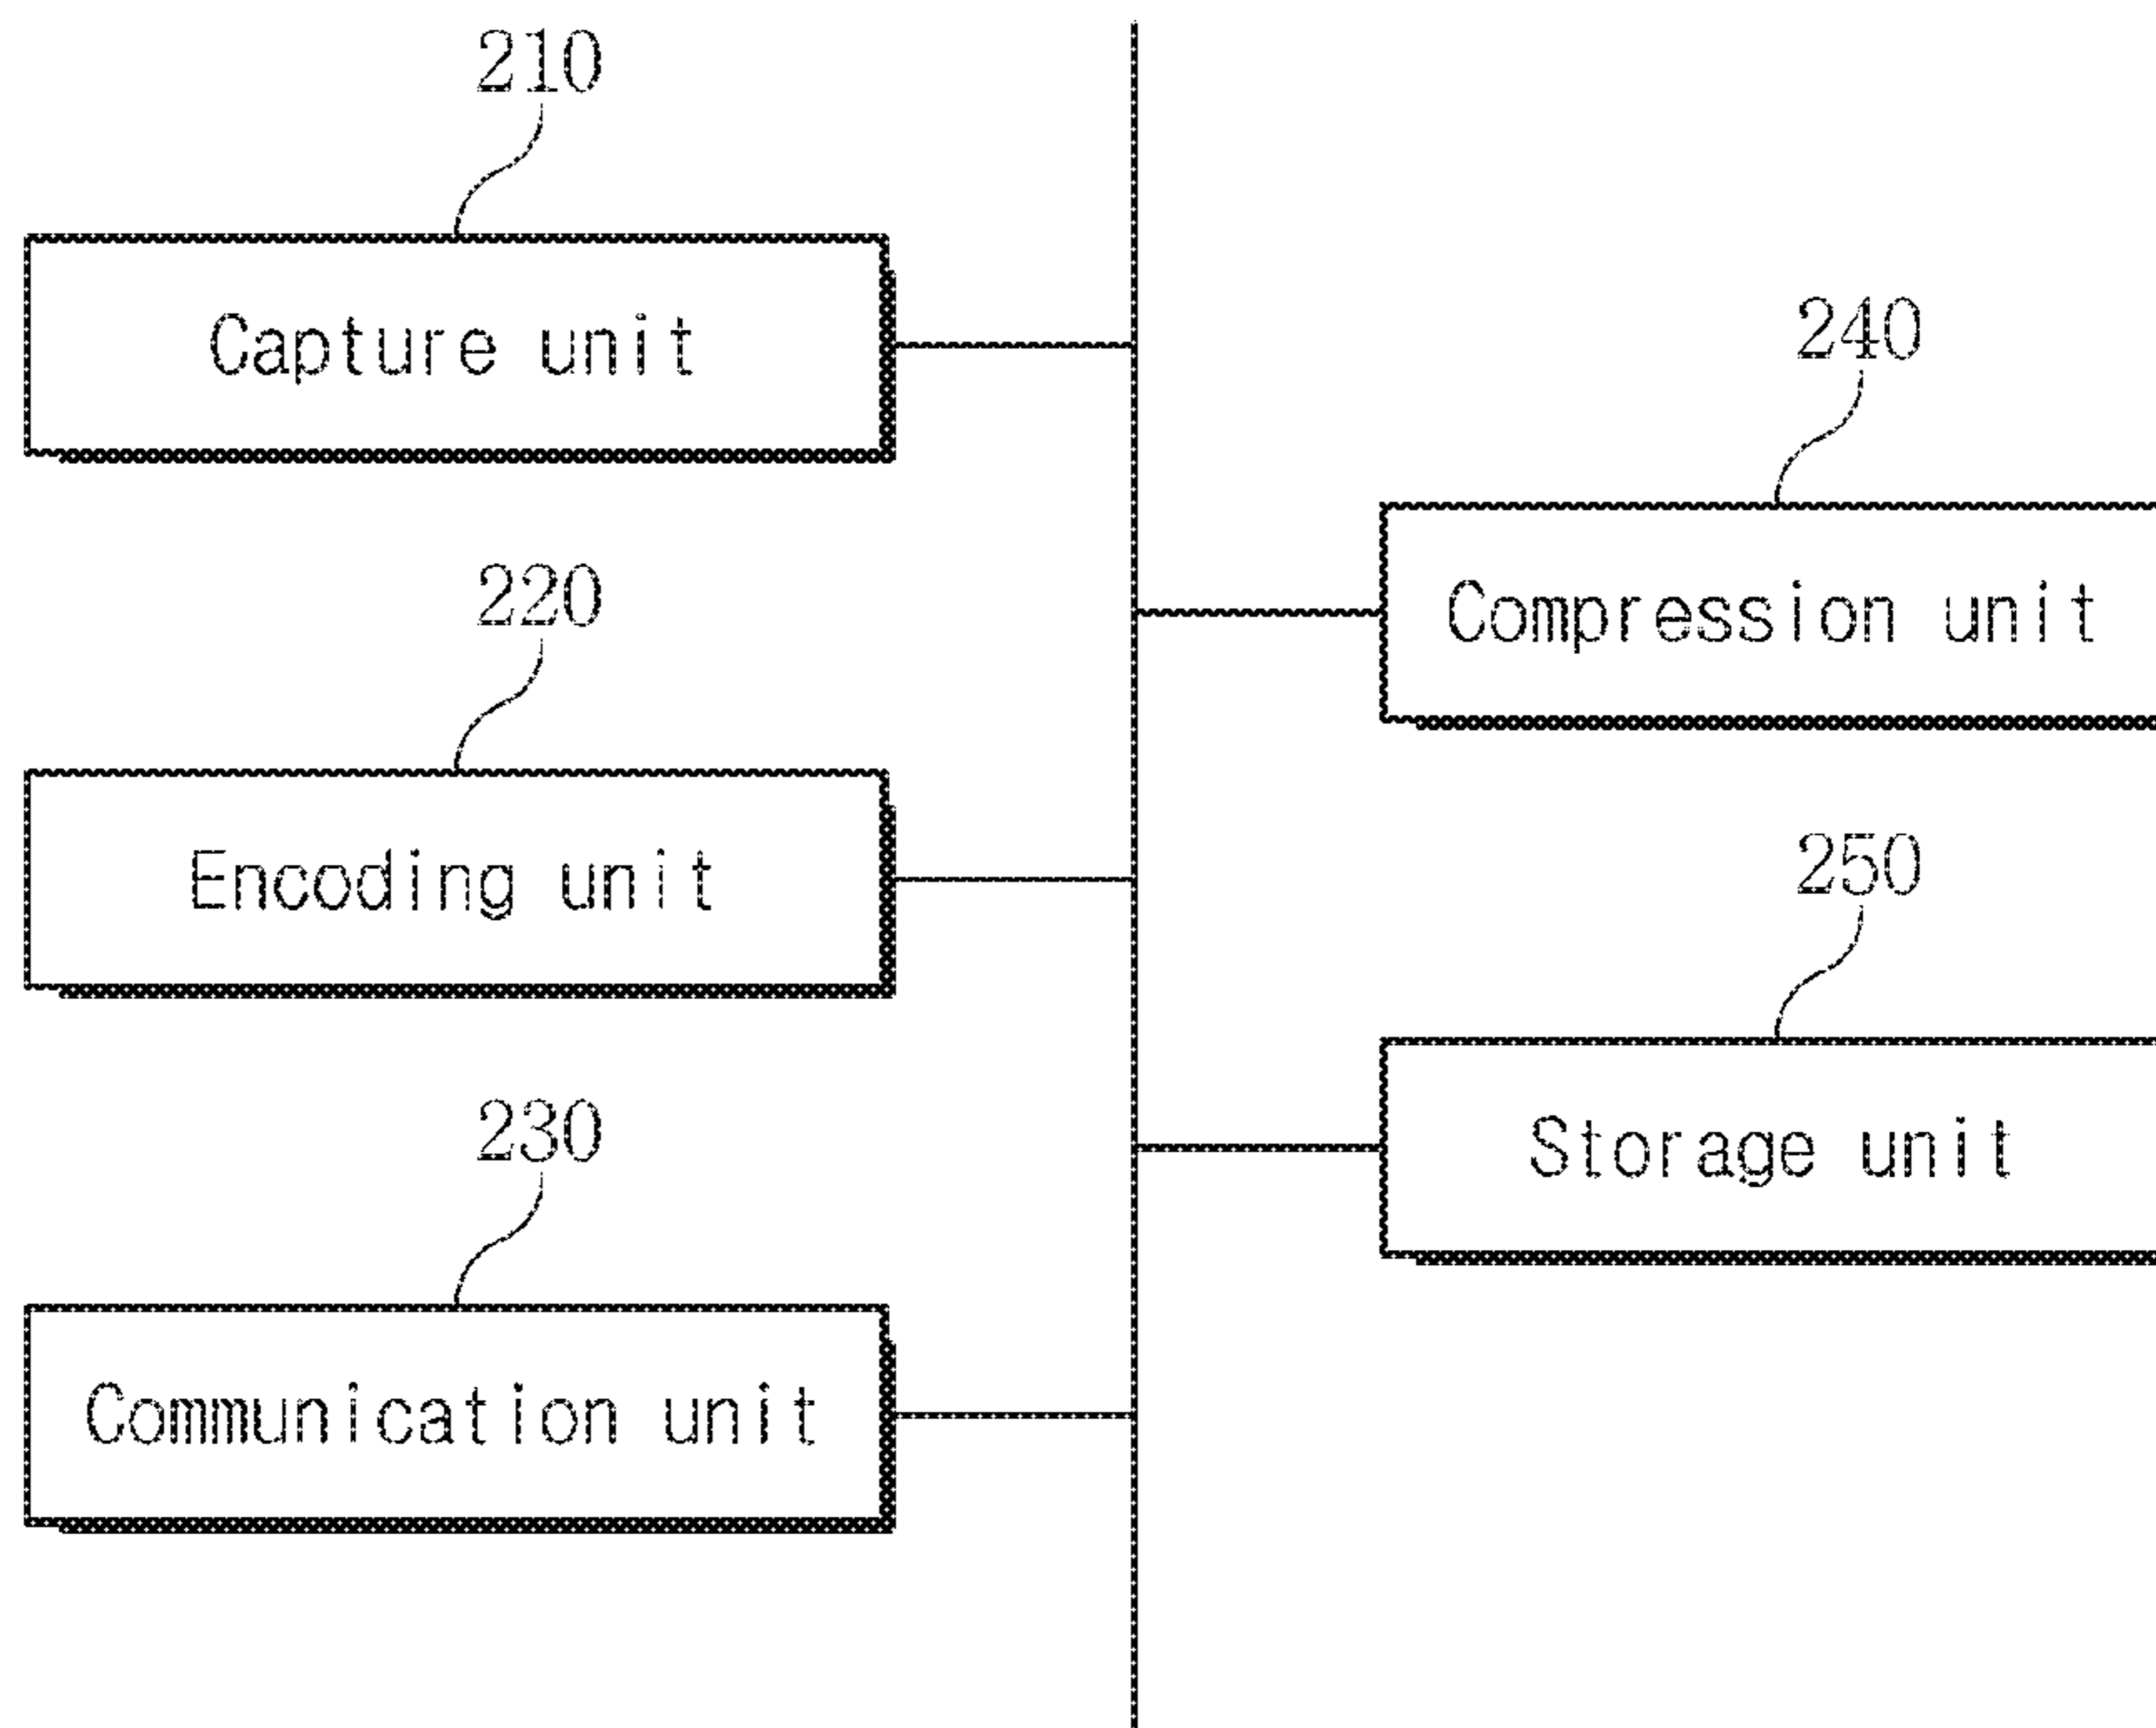 210
Capture unit
240
Compression unit
220
Encoding unit
250
Storage unit
230
Communication unit